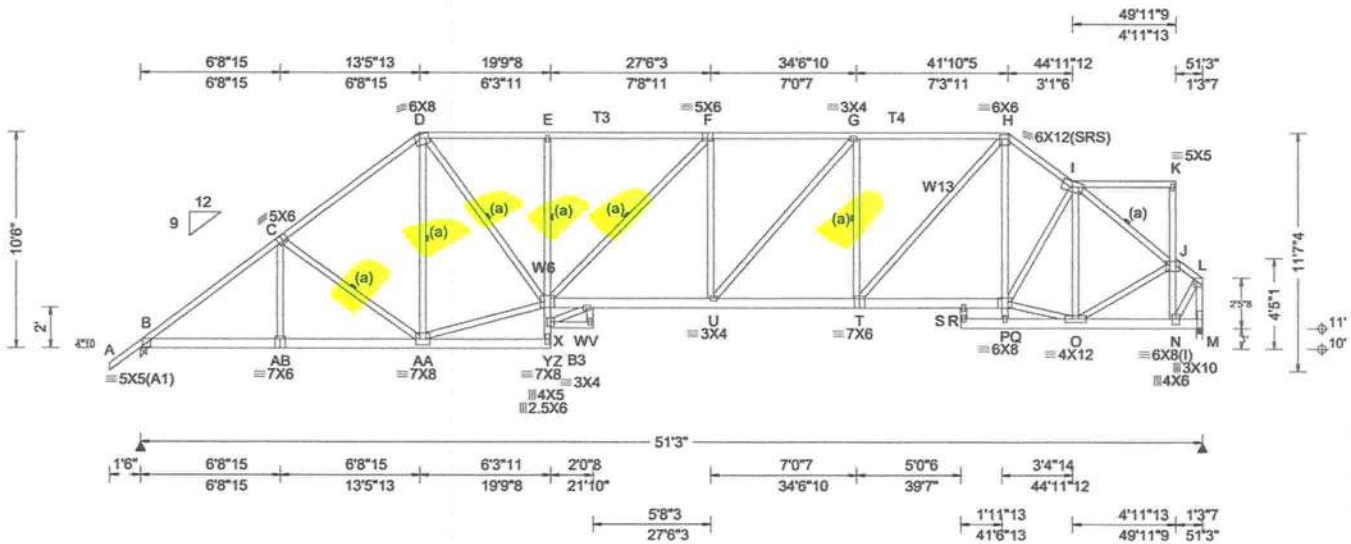 49'11"9
4'11"13
6'8"15 13'5"13 19'9"8 27'6"3 34'6"10 41'10"5 44'11"12 51'3"
6'8"15 6'8"15 6'3"11 7'8"11 7'0"7 7'3"11 3'1"6 1'3"7
≡6X8 ≡5X6 ≡3X4 ≡6X6
D E T3 F G T4 H
≡6X12(SRS)
I K ≡5X5
12
9
≡5X6
C
W13
(a) (a) (a) (a) (a) (a)
(a)
10'6"
11'7"4
W6
J L
2'
2'5"8
4'5"1
B
A
X WV
U T S R
PQ O N M
11'
10'
≡5X5(A1)
AB AA YZ B3
≡7X6 ≡7X8 ≡7X8 ≡3X4
≡3X4 ≡7X6 ≡6X8 ≡4X12 ≡6X8(I)
|||3X10
|||4X6
|||4X5
|||2.5X6
51'3"
1'6" 6'8"15 6'8"15 6'3"11 2'0"8 7'0"7 5'0"6 3'4"14
6'8"15 13'5"13 19'9"8 21'10" 34'6"10 39'7" 44'11"12
5'8"3 1'11"13 4'11"13 1'3"7
27'6"3 41'6"13 49'11"9 51'3"